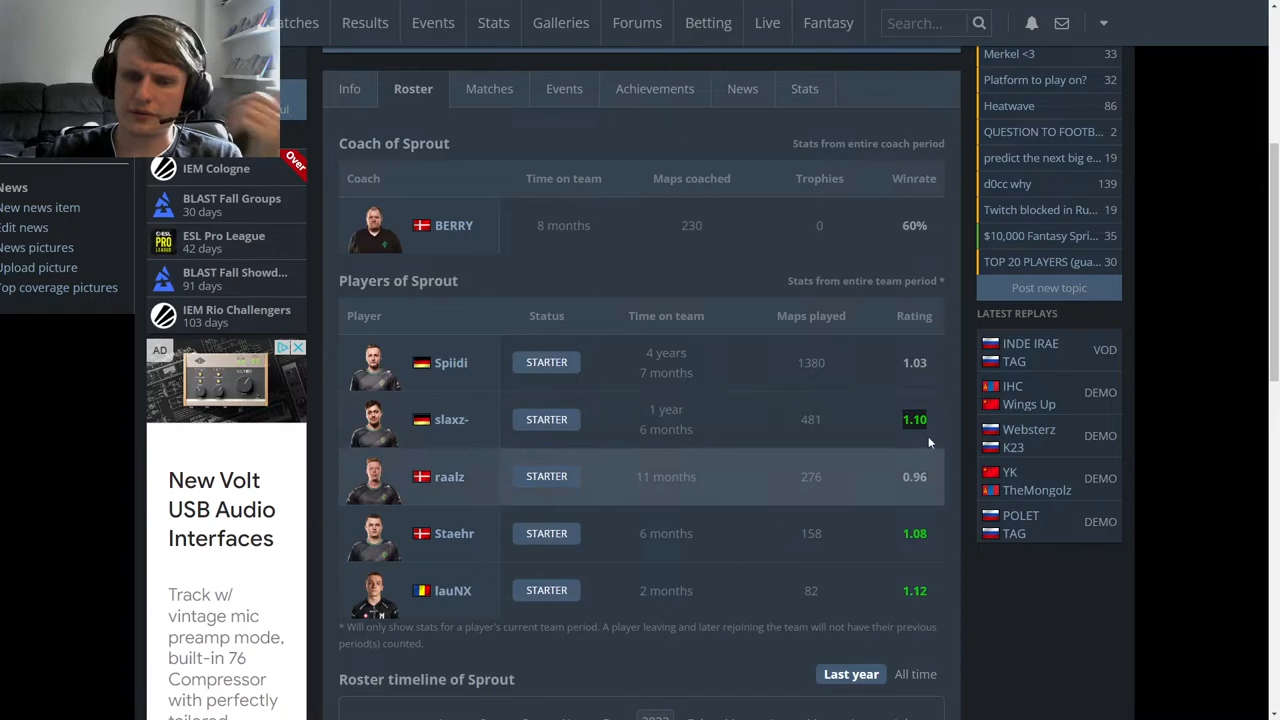 atches Results Events Stats Galleries Forums Betting Live Fantasy Search...
News
New news item
Edit news
News pictures
Upload picture
Top coverage pictures
IEM Cologne
Over
BLAST Fall Groups
30 days
ESL Pro League
42 days
BLAST Fall Showd...
91 days
IEM Rio Challengers
103 days
AD
New Volt
USB Audio
Interfaces
Track w/
vintage mic
preamp mode,
built-in 76
Compressor
with perfectly
tailored
Info Roster Matches Events Achievements News Stats
Coach of Sprout Stats from entire coach period
Coach Time on team Maps coached Trophies Winrate
BERRY 8 months 230 0 60%
Players of Sprout Stats from entire team period *
Player Status Time on team Maps played Rating
Spiidi STARTER 4 years 7 months 1380 1.03
slaxz- STARTER 1 year 6 months 481 1.10
raalz STARTER 11 months 276 0.96
Staehr STARTER 6 months 158 1.08
lauNX STARTER 2 months 82 1.12
* Will only show stats for a player's current team period. A player leaving and later rejoining the team will not have their previous
period(s) counted.
Last year All time
Roster timeline of Sprout
2022
Merkel <3 33
Platform to play on? 32
Heatwave 86
QUESTION TO FOOTB... 2
predict the next big e... 19
d0cc why 139
Twitch blocked in Ru... 19
$10,000 Fantasy Spri... 35
TOP 20 PLAYERS (gua... 30
Post new topic
LATEST REPLAYS
INDE IRAE
TAG VOD
IHC
Wings Up DEMO
Websterz
K23 DEMO
YK
TheMongolz DEMO
POLET
TAG DEMO